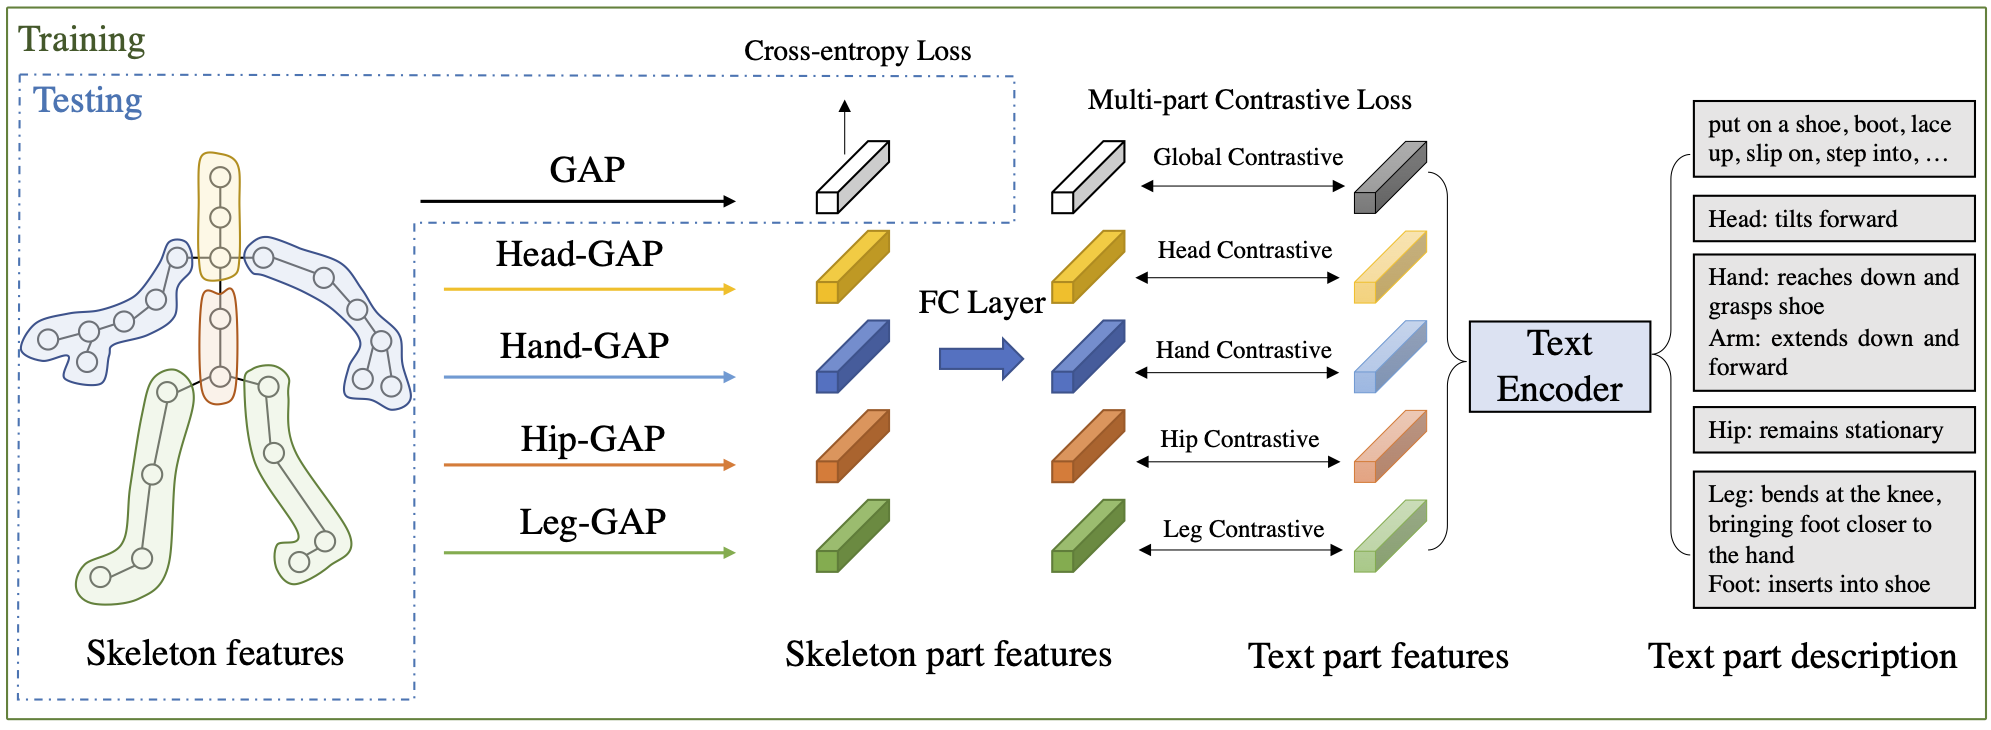 Training
Testing
Cross-entropy Loss
Multi-part Contrastive Loss
GAP
Head-GAP
Hand-GAP
Hip-GAP
Leg-GAP
FC Layer
Global Contrastive
Head Contrastive
Hand Contrastive
Hip Contrastive
Leg Contrastive
Text
Encoder
put on a shoe, boot, lace
up, slip on, step into, …
Head: tilts forward
Hand: reaches down and
grasps shoe
Arm: extends down and
forward
Hip: remains stationary
Leg: bends at the knee,
bringing foot closer to
the hand
Foot: inserts into shoe
Skeleton features
Skeleton part features
Text part features
Text part description